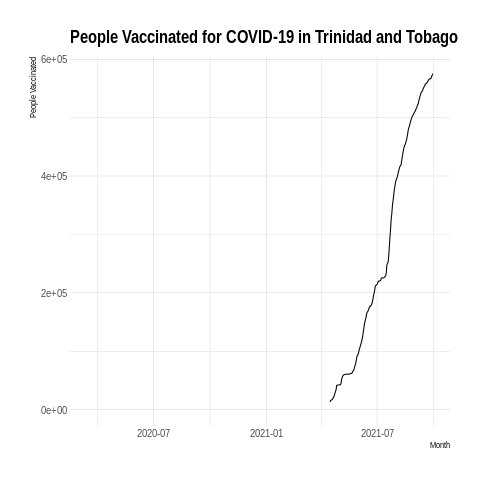 People Vaccinated for COVID-19 in Trinidad and Tobago
People Vaccinated
6e+05
4e+05
2e+05
0e+00
2020-07 2021-01 2021-07
Month